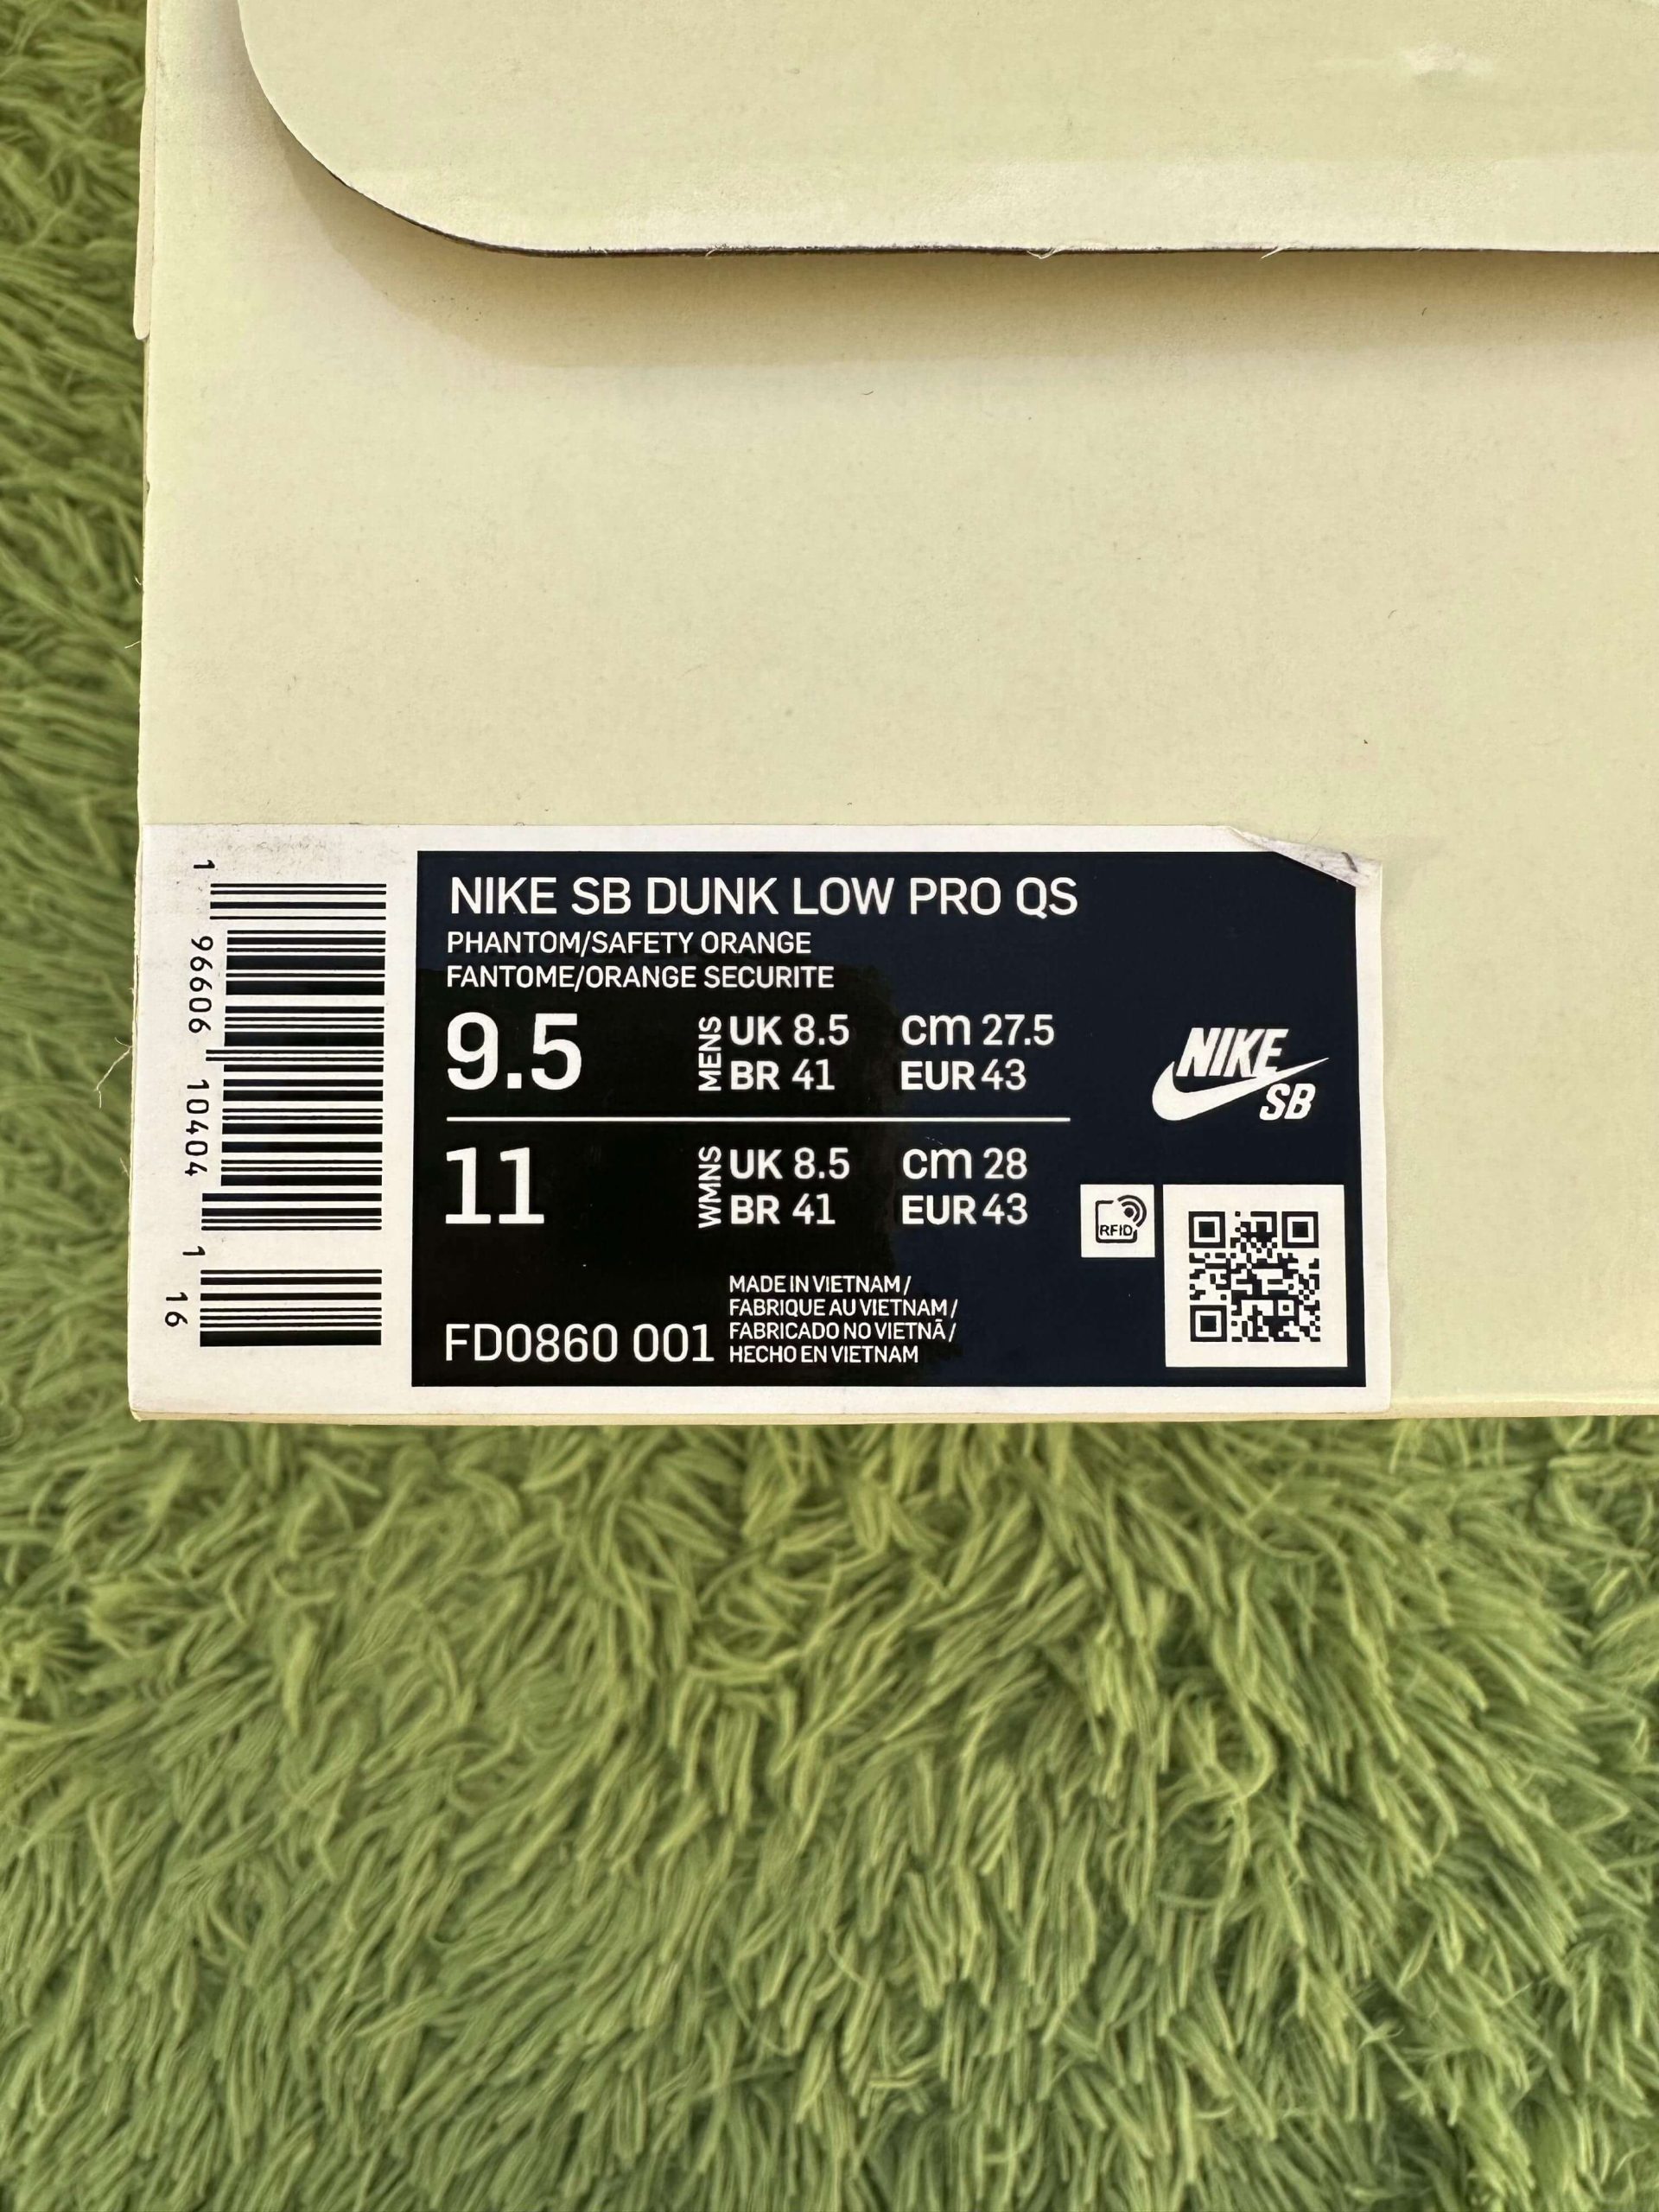 NIKE SB DUNK LOW PRO QS
PHANTOM/SAFETY ORANGE
FANTOME/ORANGE SECURITE
9.5 MENS UK 8.5 cm 27.5
BR 41 EUR 43
11 WMNS UK 8.5 cm 28
BR 41 EUR 43
FD0860 001
MADE IN VIETNAM /
FABRIQUE AU VIETNAM /
FABRICADO NO VIETNÃ /
HECHO EN VIETNAM
NIKE
SB
RFID
1 96606 10404 1 16